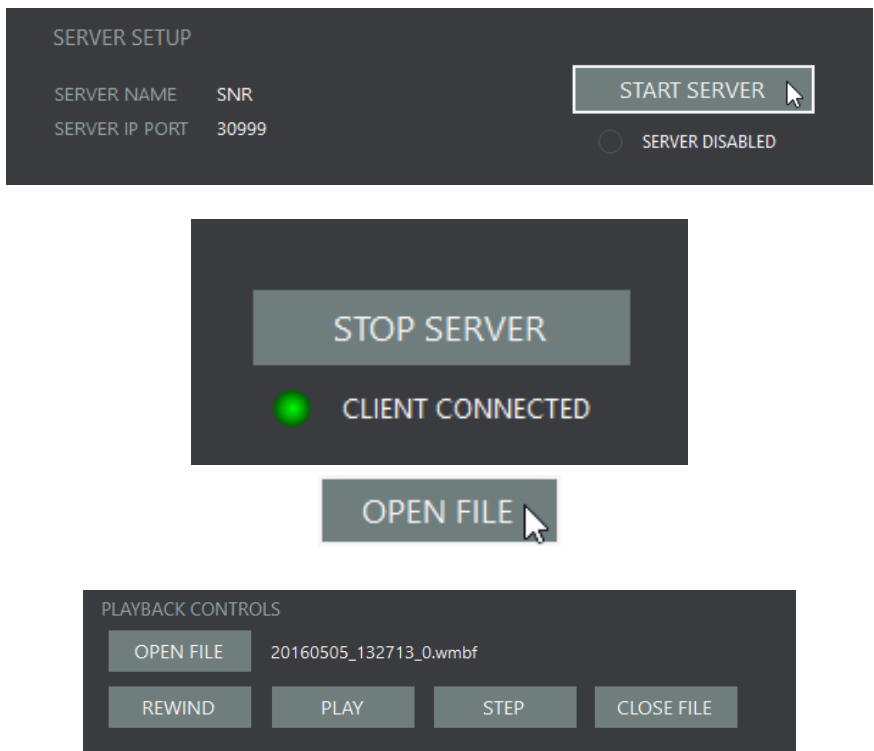 SERVER SETUP
SERVER NAME SNR
START SERVER
SERVER IP PORT 30999
SERVER DISABLED
STOP SERVER
CLIENT CONNECTED
OPEN FILE
PLAYBACK CONTROLS
OPEN FILE 20160505_132713_0.wmbf
REWIND PLAY STEP CLOSE FILE